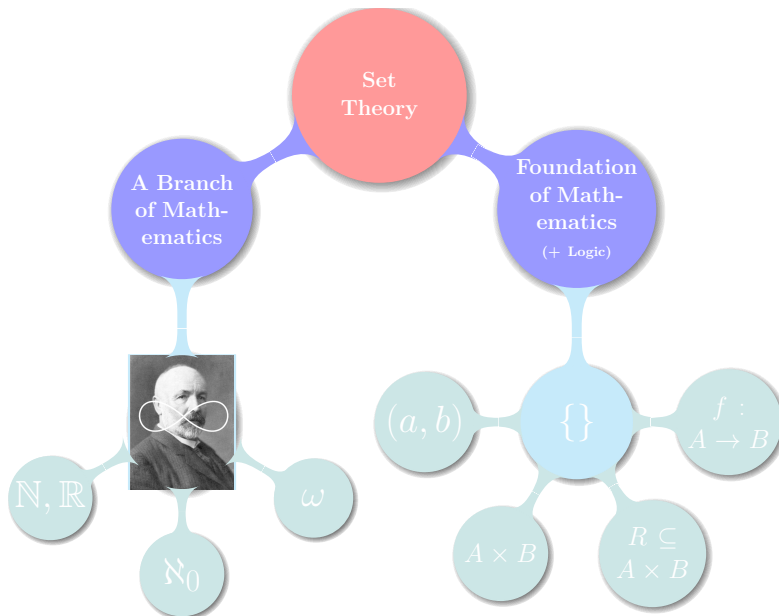 Set
Theory
A Branch
of Math-
ematics
Foundation
of Math-
ematics
(+ Logic)
∞
ℕ, ℝ
ℵ₀
ω
{}
(a, b)
A × B
R ⊆
A × B
f :
A → B